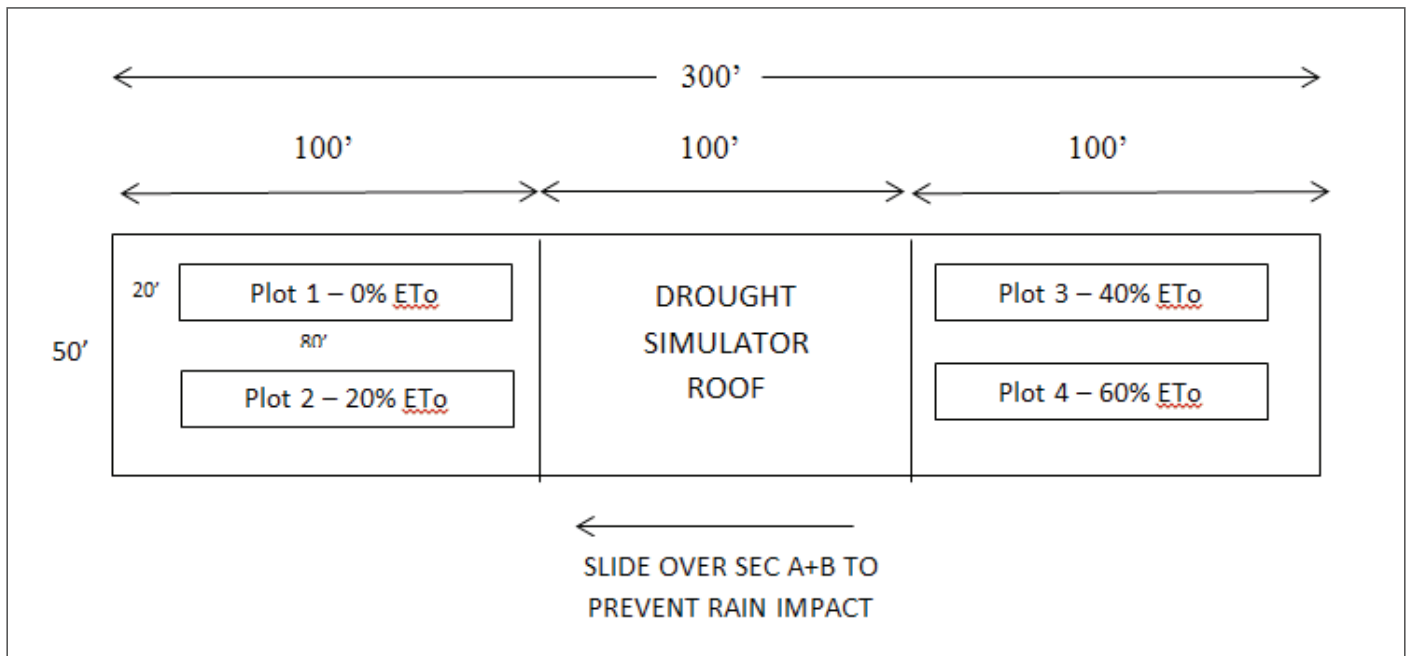 300’
100’ 100’ 100’
20’
Plot 1 – 0% ETo
80’
50’
Plot 2 – 20% ETo
DROUGHT
SIMULATOR
ROOF
Plot 3 – 40% ETo
Plot 4 – 60% ETo
SLIDE OVER SEC A+B TO
PREVENT RAIN IMPACT